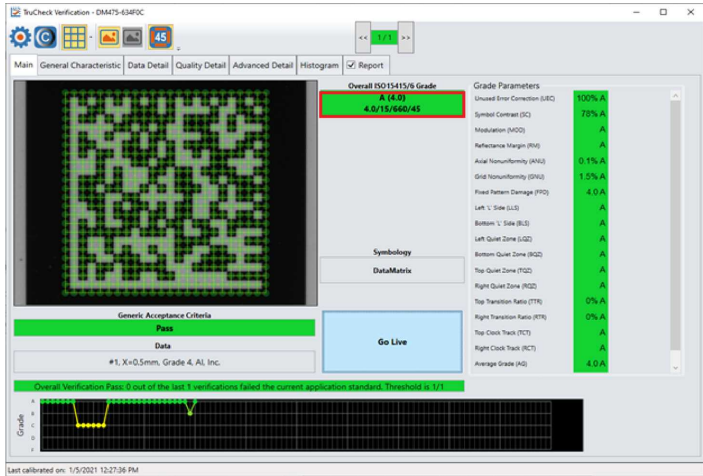 TruCheck Verification - DM475-634F0C
45
<< 1/1 >>
Main General Characteristic Data Detail Quality Detail Advanced Detail Histogram Report
Overall ISO15415/6 Grade
A (4.0)
4.0/15/660/45
Symbology
DataMatrix
Go Live
Grade Parameters
Unused Error Correction (UEC) 100% A
Symbol Contrast (SC) 78% A
Modulation (MOD) A
Reflectance Margin (RM) A
Axial Nonuniformity (ANU) 0.1% A
Grid Nonuniformity (GNU) 1.5% A
Fixed Pattern Damage (FPD) 4.0 A
Left 'L' Side (LLS) A
Bottom 'L' Side (BLS) A
Left Quiet Zone (LQZ) A
Bottom Quiet Zone (BQZ) A
Top Quiet Zone (TQZ) A
Right Quiet Zone (RQZ) A
Top Transition Ratio (TTR) 0% A
Right Transition Ratio (RTR) 0% A
Top Clock Track (TCT) A
Right Clock Track (RCT) A
Average Grade (AG) 4.0 A
Generic Acceptance Criteria
Pass
Data
#1, X=0.5mm, Grade 4, AI, Inc.
Overall Verification Pass: 0 out of the last 1 verifications failed the current application standard. Threshold is 1/1
Grade
A
B
C
D
F
Last calibrated on: 1/5/2021 12:27:36 PM